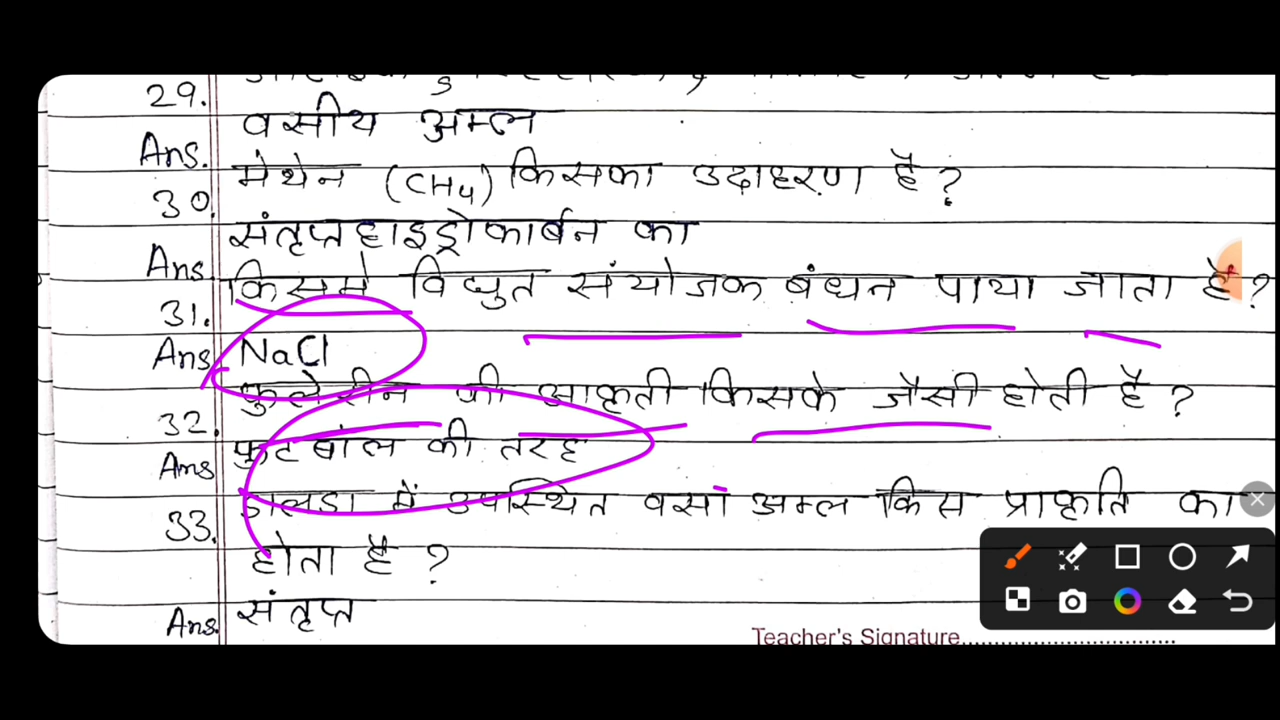 29.
वसीय अम्ल
Ans.
मेथेन (CH4) किसका उदाहरण है?
30.
संतृप्त हाइड्रोकार्बन का
Ans.
किसमे विद्युत संयोजक बंधन पाया जाता है?
31.
Ans NaCl
फुलेरीन की आकृती किसके जैसी होती है?
32.
फुटबॉल की तरह
Ans
डालडा में उपस्थित वसा अम्ल किस प्राकृति का
33.
होता है?
Ans. संतृप्त
Teacher's Signature